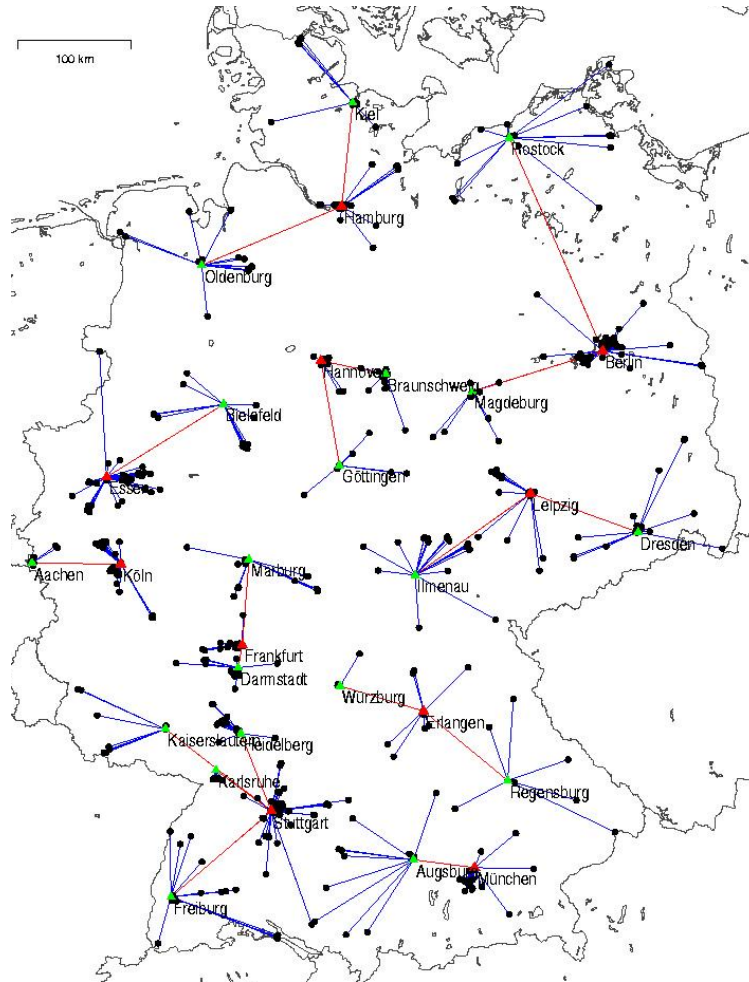 100 km
Kiel
Rostock
Hamburg
Oldenburg
Berlin
Hannover
Braunschweig
Magdeburg
Bielefeld
Göttingen
Essen
Leipzig
Dresden
Aachen
Köln
Marburg
Ilmenau
Frankfurt
Darmstadt
Würzburg
Erlangen
Kaiserslautern
Heidelberg
Karlsruhe
Regensburg
Stuttgart
Augsburg
München
Freiburg